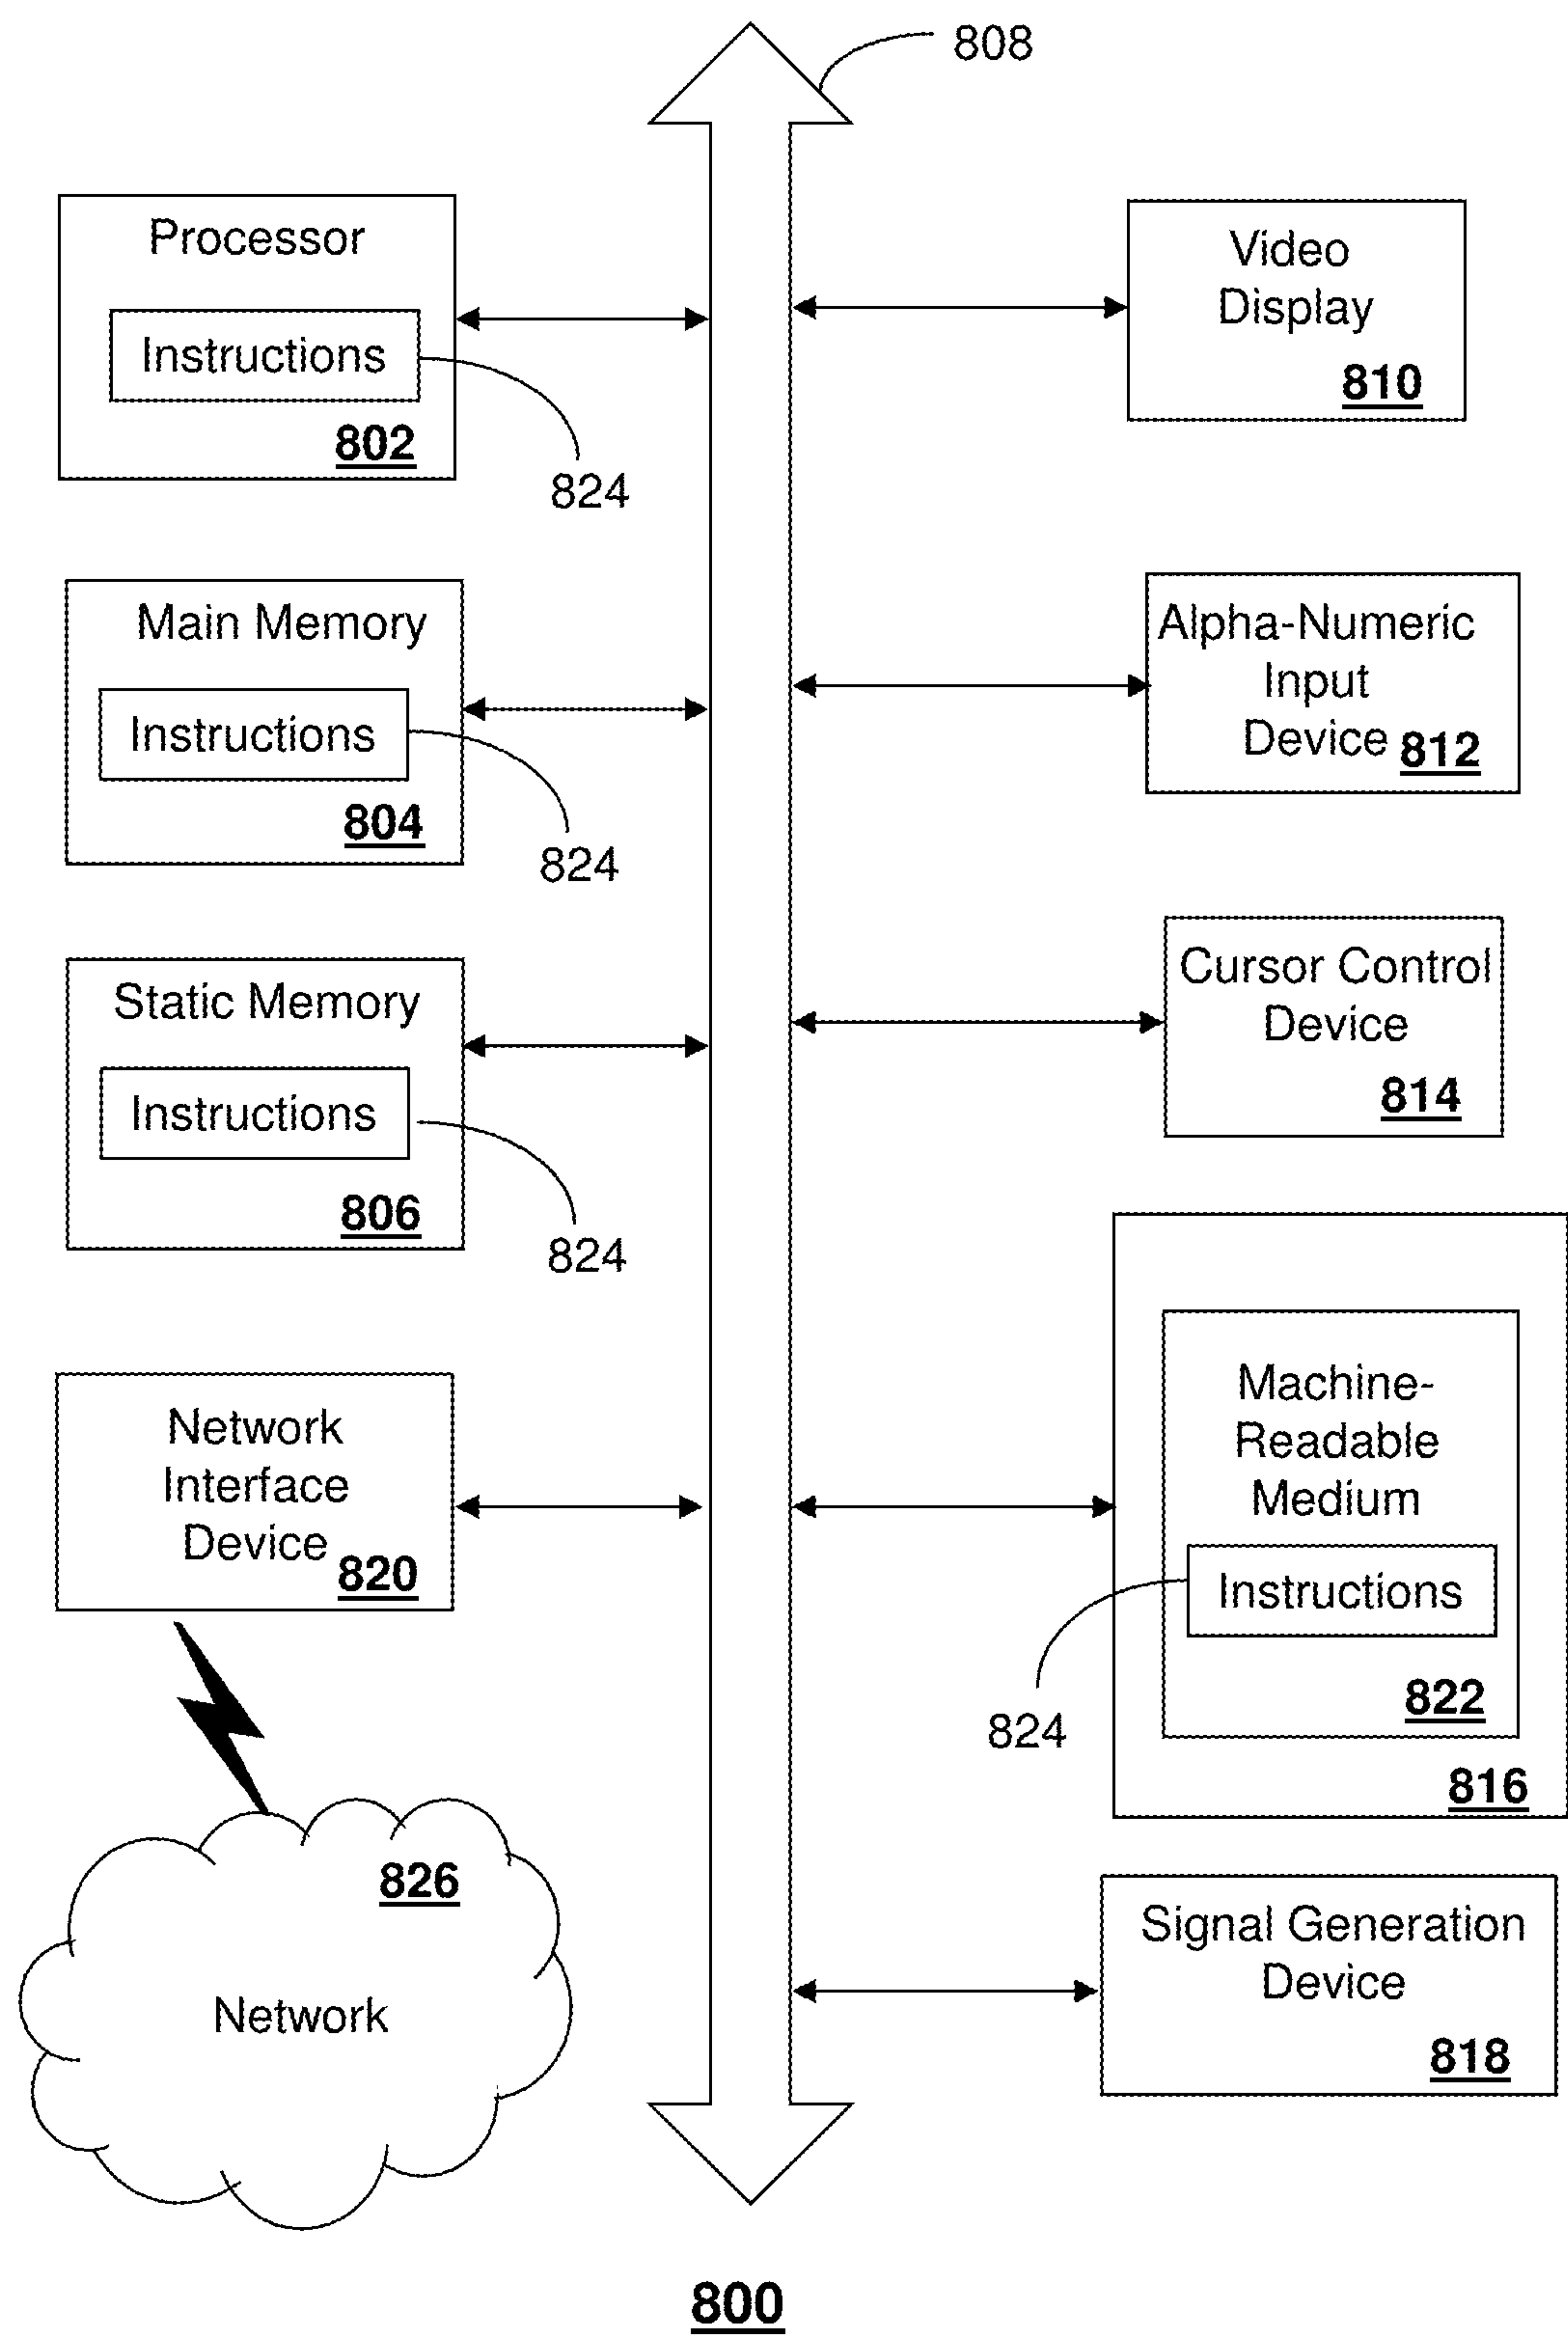 808
Processor
Instructions
802
824
Main Memory
Instructions
804
824
Static Memory
Instructions
806
824
Network
Interface
Device
820
826
Network
Video
Display
810
Alpha-Numeric
Input
Device 812
Cursor Control
Device
814
Machine-
Readable
Medium
Instructions
822
824
816
Signal Generation
Device
818
800